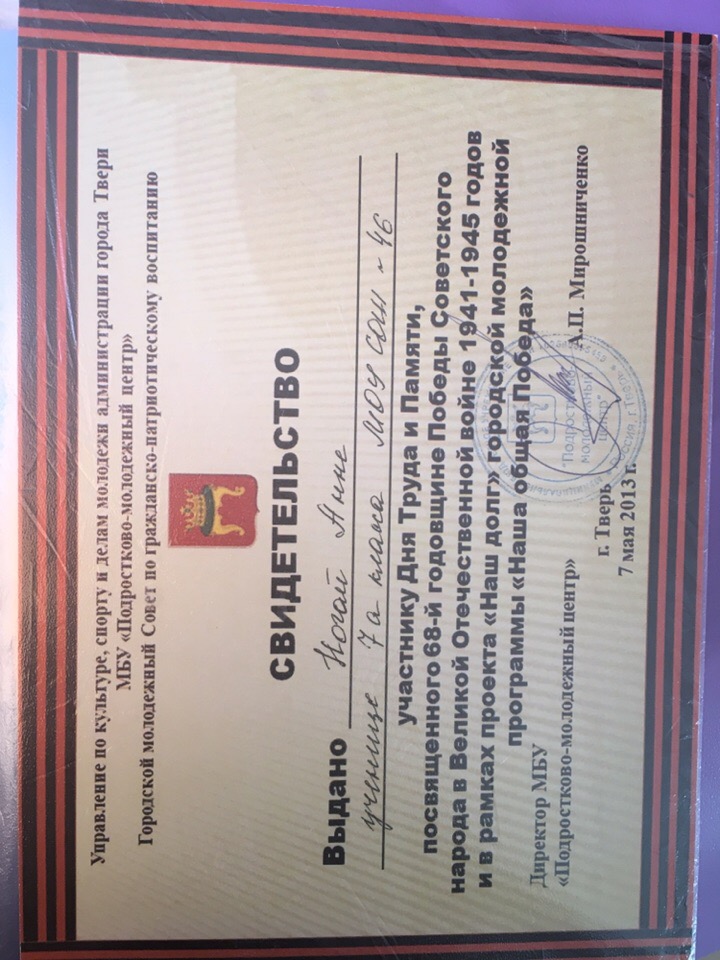 Управление по культуре, спорту и делам молодежи администрации города Твери
МБУ «Подростково-молодежный центр»
Городской молодежный Совет по гражданско-патриотическому воспитанию
СВИДЕТЕЛЬСТВО
Выдано Ногай Анне
ученице 7а класса МОУ СОШ № 46
участнику Дня Труда и Памяти,
посвященного 68-й годовщине Победы Советского
народа в Великой Отечественной войне 1941-1945 годов
и в рамках проекта «Наш долг» городской молодежной
программы «Наша общая Победа»
Директор МБУ
«Подростково-молодежный центр» А.П. Мирошниченко
"Подростково-
молодежный
центр"
г. Тверь
7 мая 2013 г.